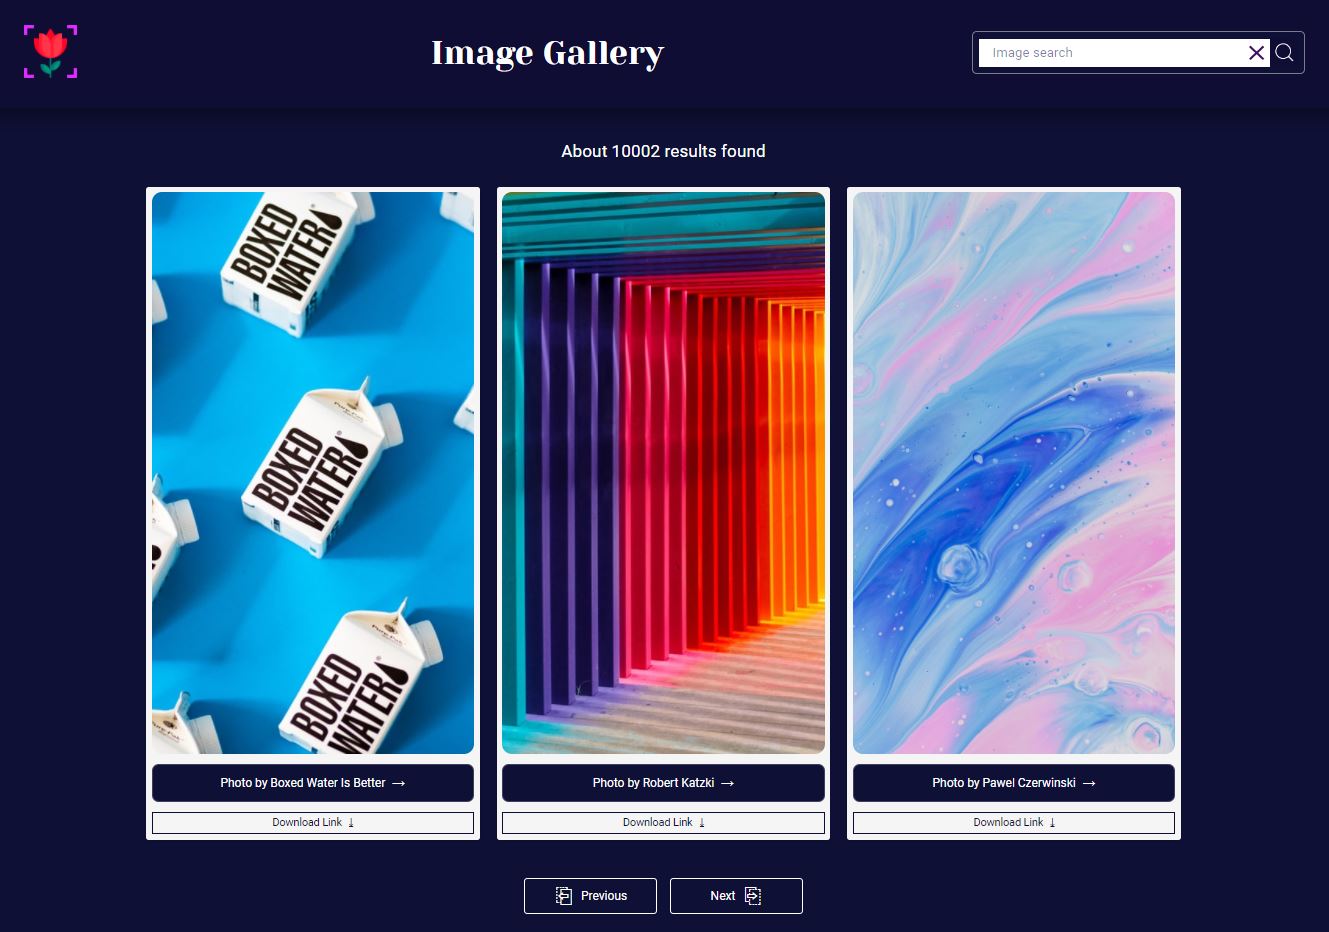 Image Gallery
Image search
About 10002 results found
BOXED
WATER
BOXED
WATER
BOXED
WATER
Photo by Boxed Water Is Better →
Photo by Robert Katzki →
Photo by Pawel Czerwinski →
Download Link ↓
Download Link ↓
Download Link ↓
Previous
Next